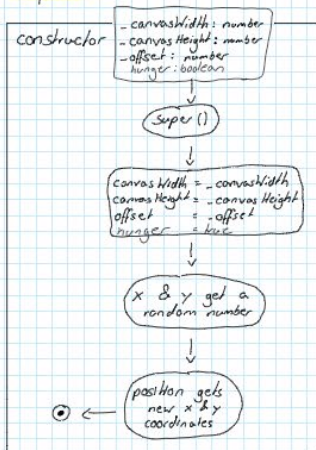 constructor
_canvasWidth: number
_canvasHeight: number
_offset: number
hunger: boolean
super()
canvasWidth = _canvasWidth
canvasHeight = _canvasHeight
offset = _offset
hunger = true
x & y get a
random number
position gets
new x & y
coordinates